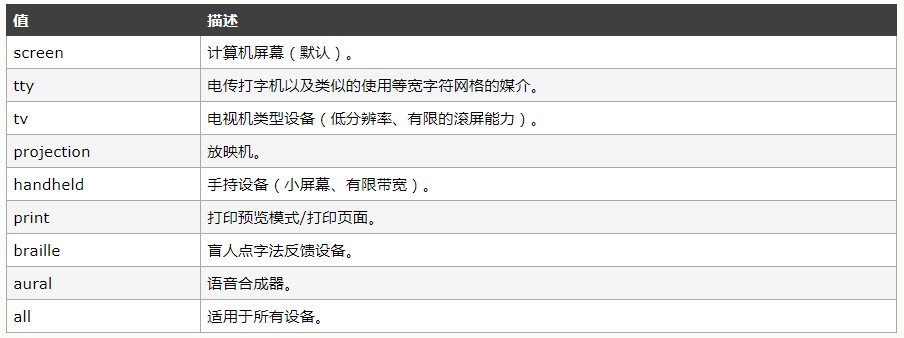 值 描述
screen 计算机屏幕（默认）。
tty 电传打字机以及类似的使用等宽字符网格的媒介。
tv 电视机类型设备（低分辨率、有限的滚屏能力）。
projection 放映机。
handheld 手持设备（小屏幕、有限带宽）。
print 打印预览模式/打印页面。
braille 盲人点字法反馈设备。
aural 语音合成器。
all 适用于所有设备。